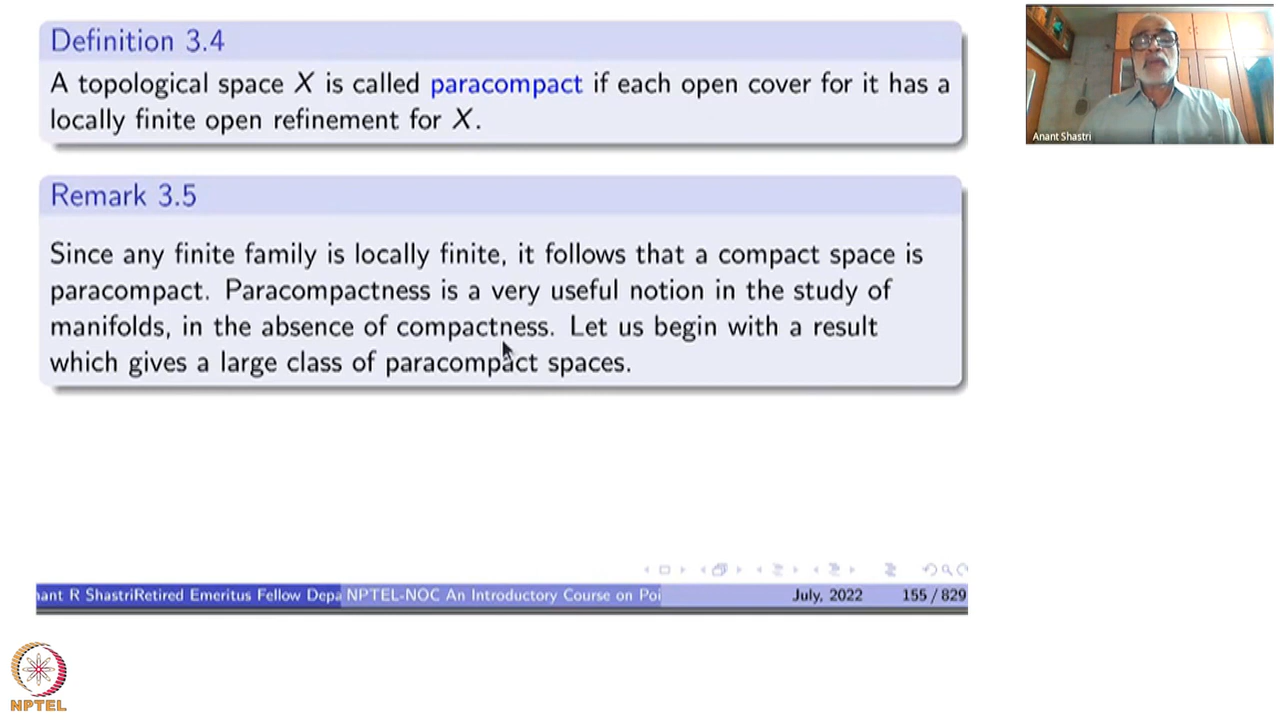 Definition 3.4
A topological space X is called paracompact if each open cover for it has a
locally finite open refinement for X.
Remark 3.5
Since any finite family is locally finite, it follows that a compact space is
paracompact. Paracompactness is a very useful notion in the study of
manifolds, in the absence of compactness. Let us begin with a result
which gives a large class of paracompact spaces.
Anant Shastri
ant R ShastriRetired Emeritus Fellow Depa NPTEL-NOC An Introductory Course on Poi July, 2022 155 / 829
NPTEL